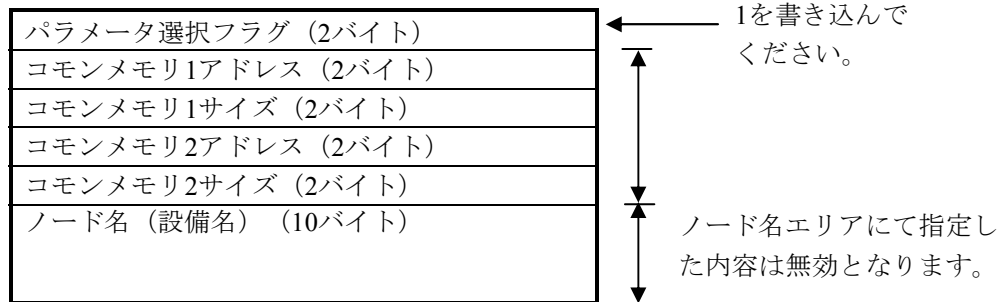 パラメータ選択フラグ（2バイト）
コモンメモリ1アドレス（2バイト）
コモンメモリ1サイズ（2バイト）
コモンメモリ2アドレス（2バイト）
コモンメモリ2サイズ（2バイト）
ノード名（設備名）（10バイト）
1を書き込んで
ください。
ノード名エリアにて指定し
た内容は無効となります。